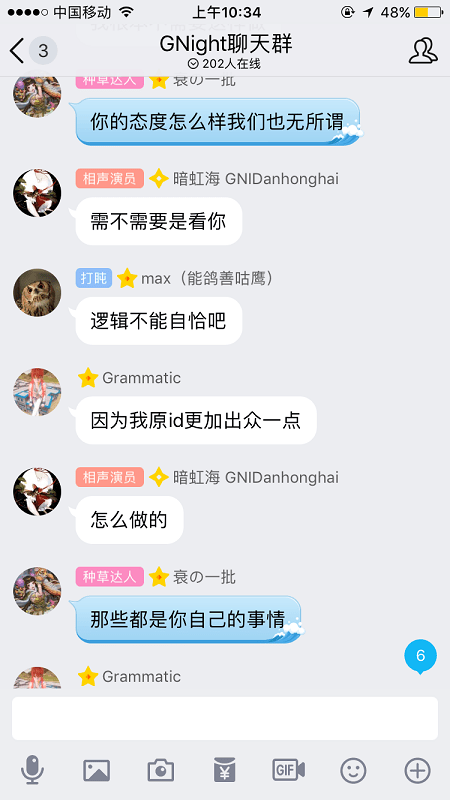 中国移动 上午10:34 48%
3 GNight聊天群
202人在线
种草达人 衰の一批
你的态度怎么样我们也无所谓
相声演员 暗虹海 GNIDanhonghai
需不需要是看你
打盹 max（能鸽善咕鹰）
逻辑不能自恰吧
Grammatic
因为我原id更加出众一点
相声演员 暗虹海 GNIDanhonghai
怎么做的
种草达人 衰の一批
那些都是你自己的事情
6
Grammatic
¥
GIF